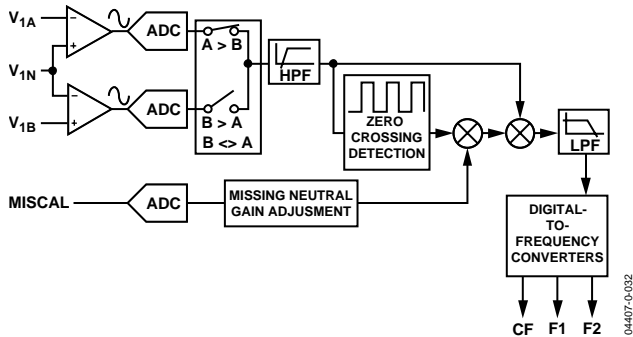 V1A
−
+
ADC
A > B
V1N
HPF
−
+
ADC
B > A
B <> A
V1B
ZERO
CROSSING
DETECTION
LPF
MISCAL
ADC
MISSING NEUTRAL
GAIN ADJUSMENT
DIGITAL-
TO-
FREQUENCY
CONVERTERS
CF F1 F2
04407-0-032